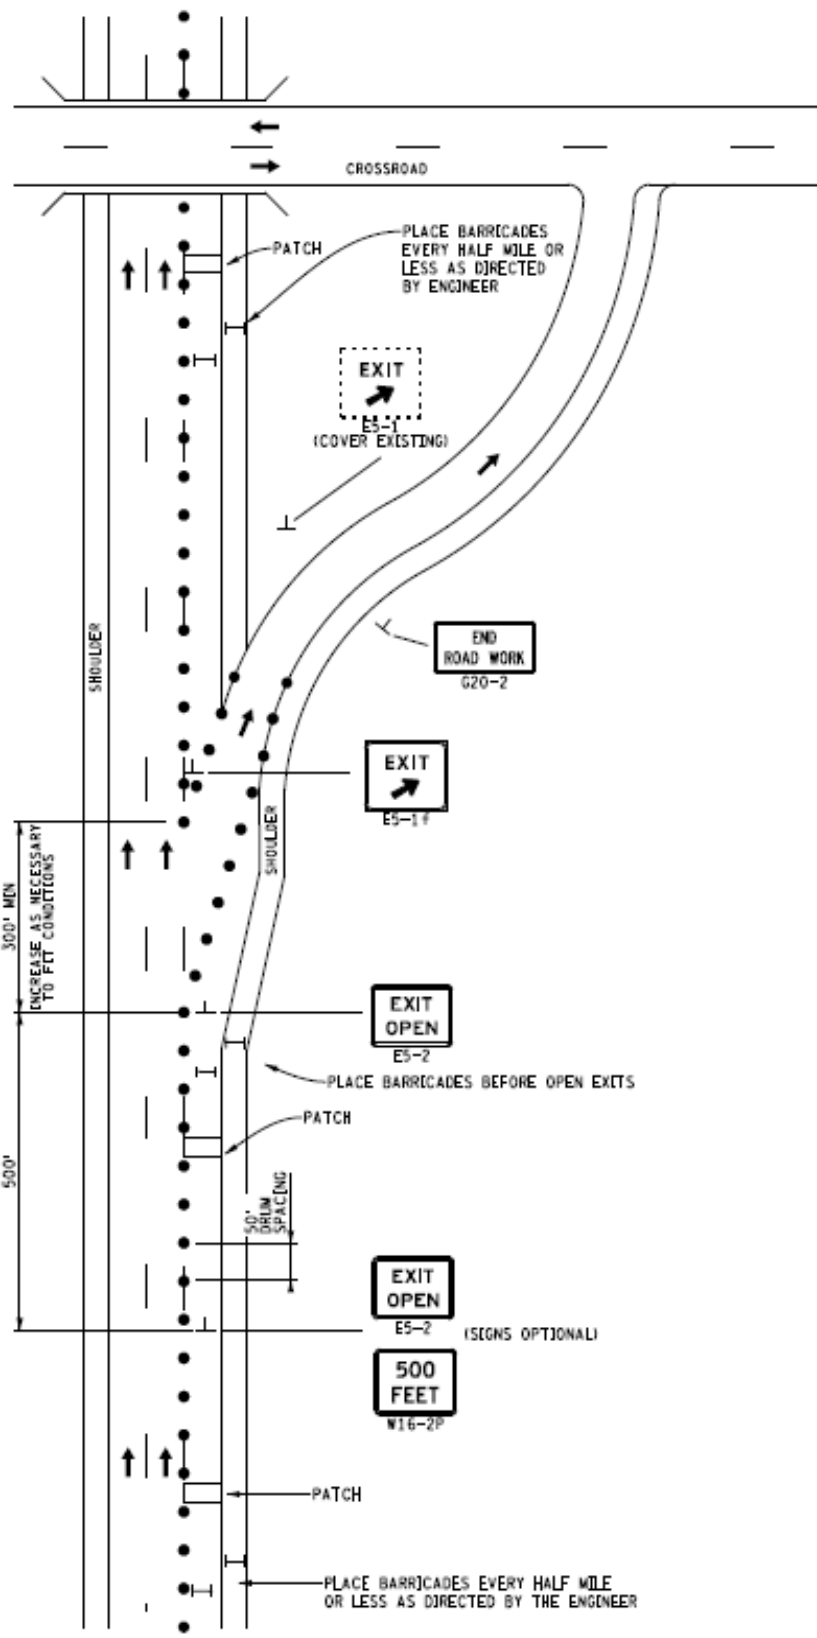 CROSSROAD
PLACE BARRICADES
EVERY HALF MILE OR
LESS AS DIRECTED
BY ENGINEER
PATCH
EXIT
E5-1
(COVER EXISTING)
SHOULDER
END
ROAD WORK
G20-2
EXIT
E5-1f
SHOULDER
300' MIN
INCREASE AS NECESSARY
TO FIT CONDITIONS
EXIT
OPEN
E5-2
PLACE BARRICADES BEFORE OPEN EXITS
PATCH
500'
50'
DRUM
SPACING
EXIT
OPEN
E5-2
(SIGNS OPTIONAL)
500
FEET
W16-2P
PATCH
PLACE BARRICADES EVERY HALF MILE
OR LESS AS DIRECTED BY THE ENGINEER